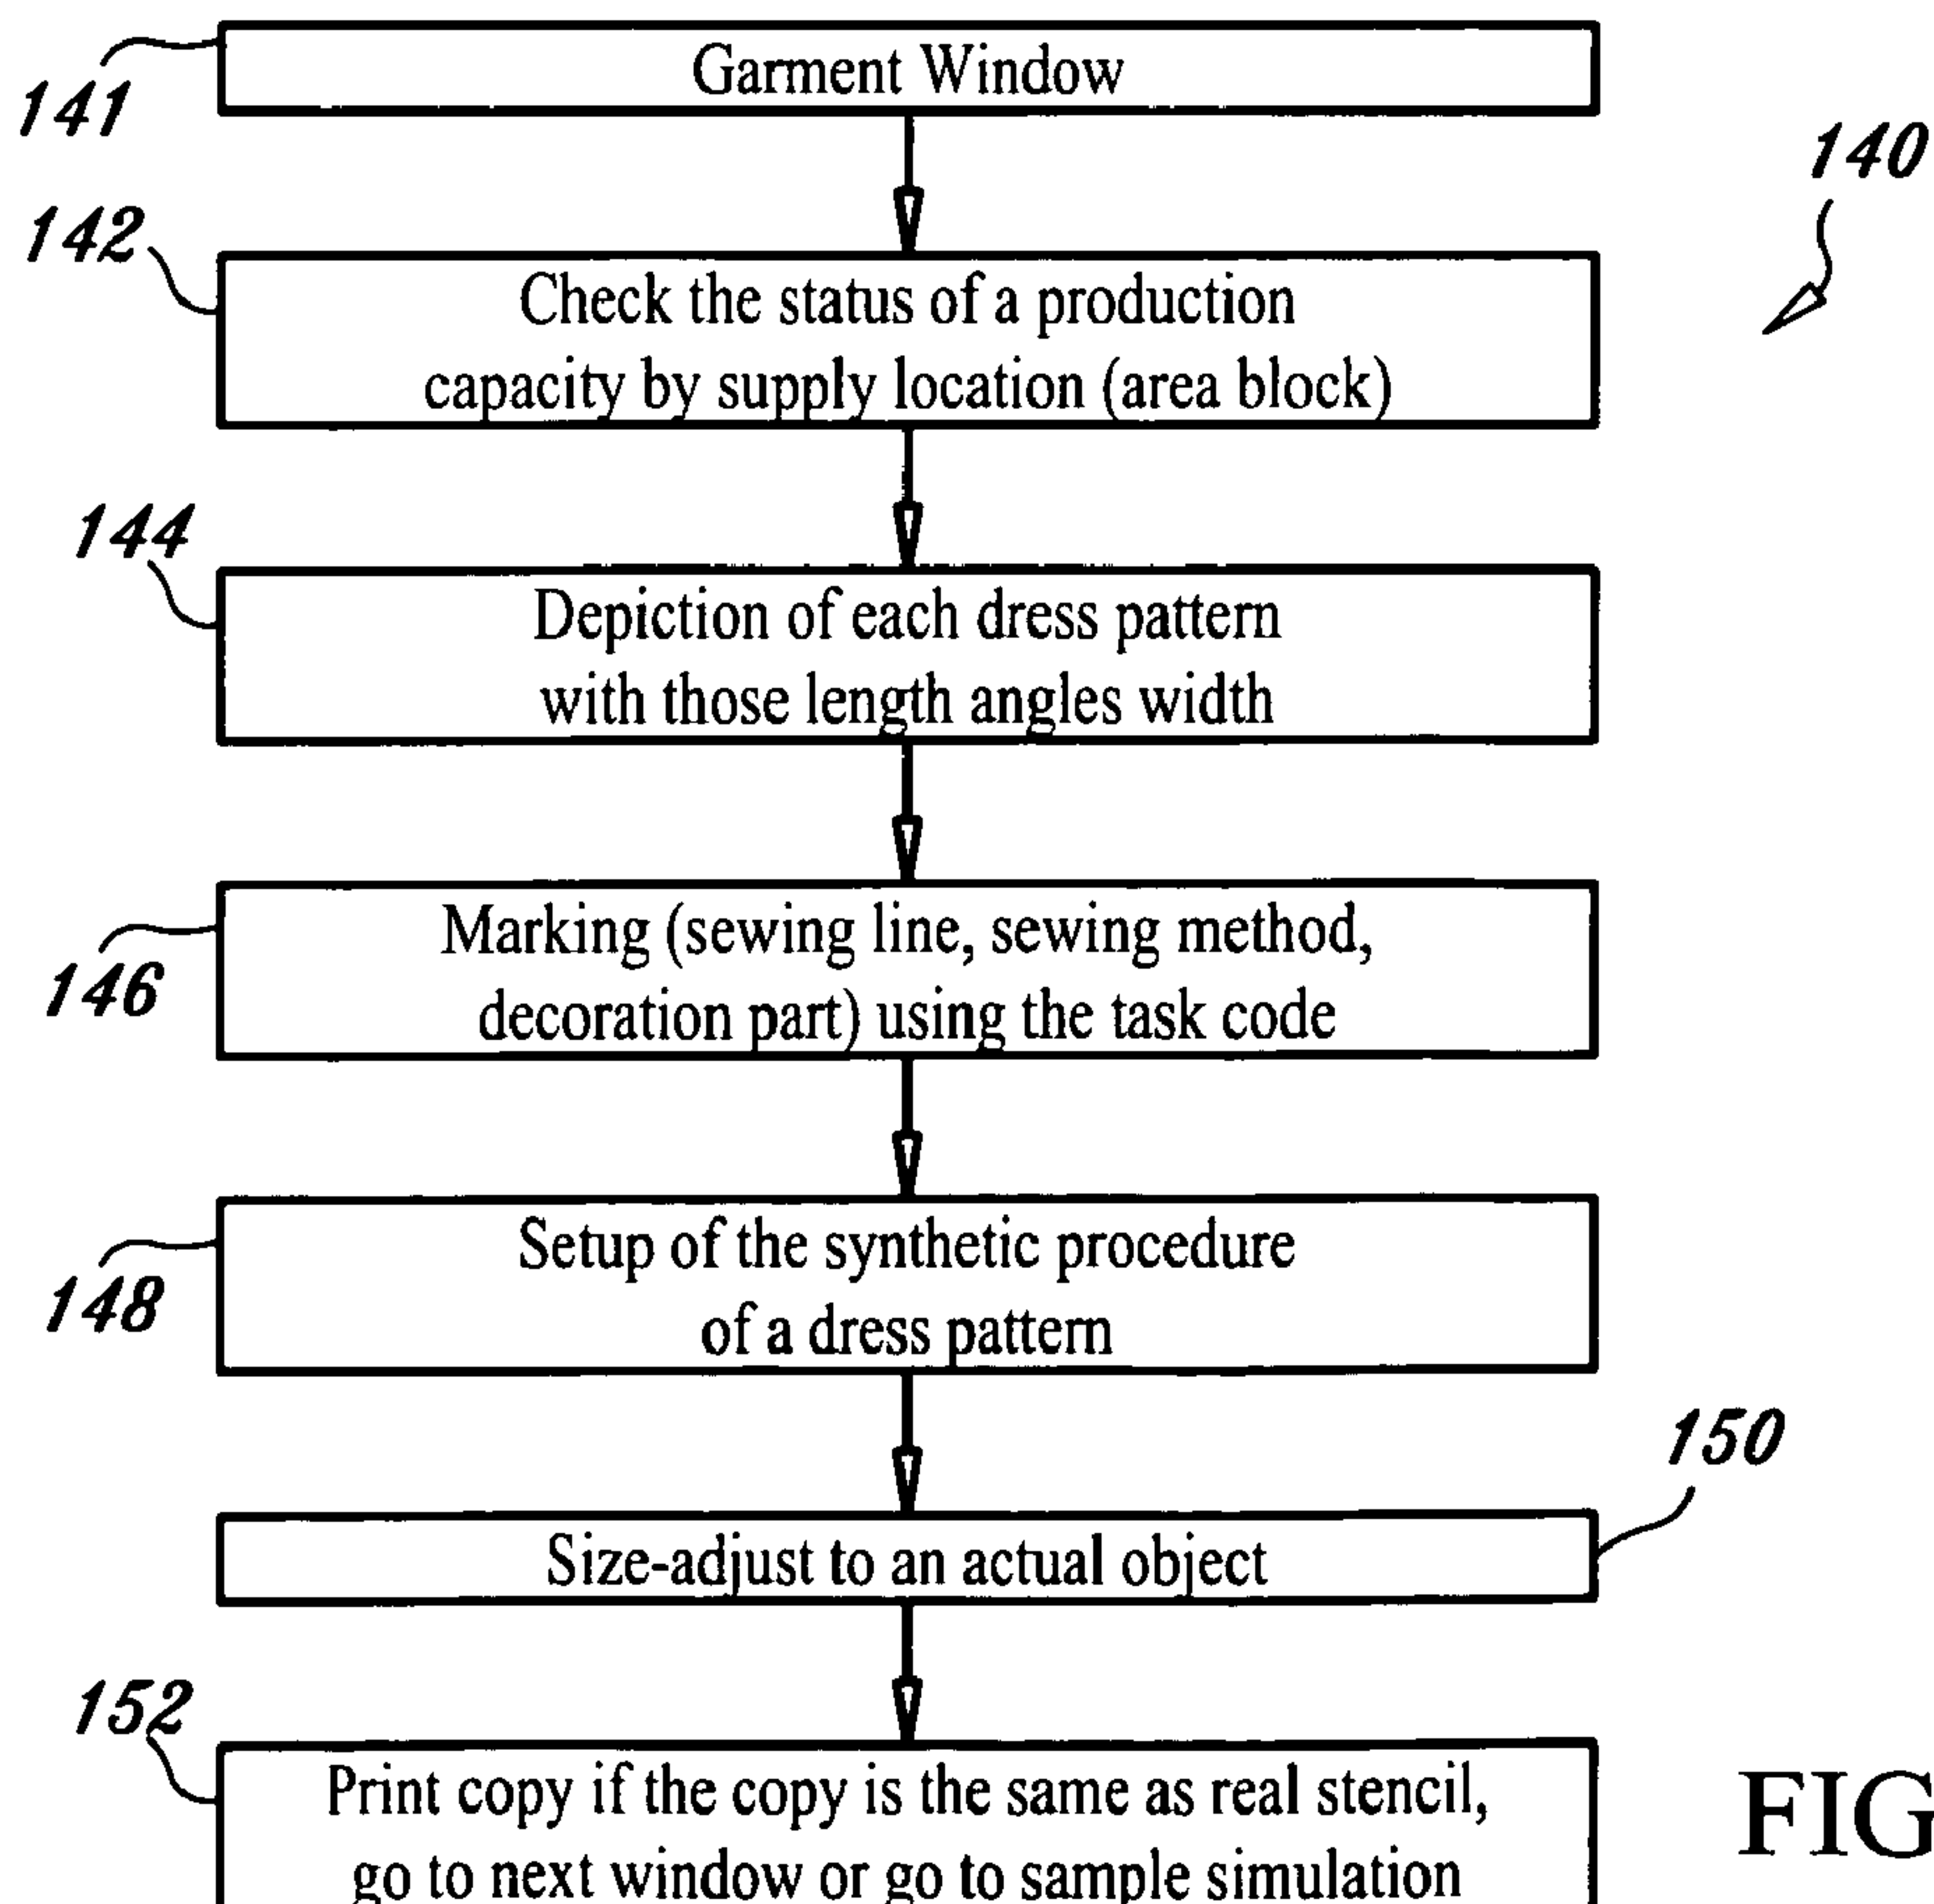 141
Garment Window
140
142
Check the status of a production
capacity by supply location (area block)
144
Depiction of each dress pattern
with those length angles width
146
Marking (sewing line, sewing method,
decoration part) using the task code
148
Setup of the synthetic procedure
of a dress pattern
150
Size-adjust to an actual object
152
Print copy if the copy is the same as real stencil,
go to next window or go to sample simulation
FIG